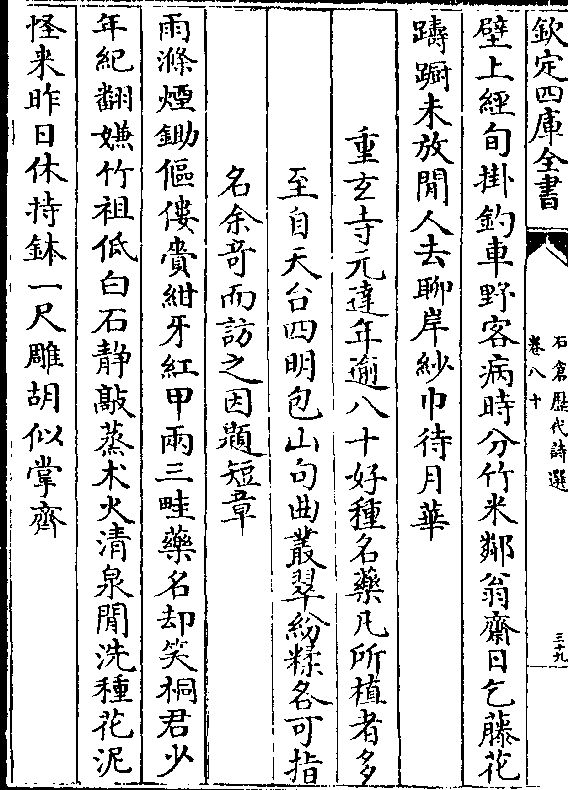 欽定四庫全書
石倉歴代詩選
卷八十
三十九
壁上經旬掛釣車野客病時分竹米鄰翁齋日乞藤花
躊蹰未放閒人去聊岸紗巾待月華
重玄寺元達年逾八十好種名藥凡所植者多
至自天台四明包山句曲叢翠紛糅各可指
名余竒而訪之因題短章
雨滌煙鋤傴僂賫紺牙紅甲兩三畦藥名却笑桐君少
年紀翻嫌竹祖低白石靜敲蒸术火清泉閒洗種花泥
怪来昨日休持鉢一尺雕胡似掌齊